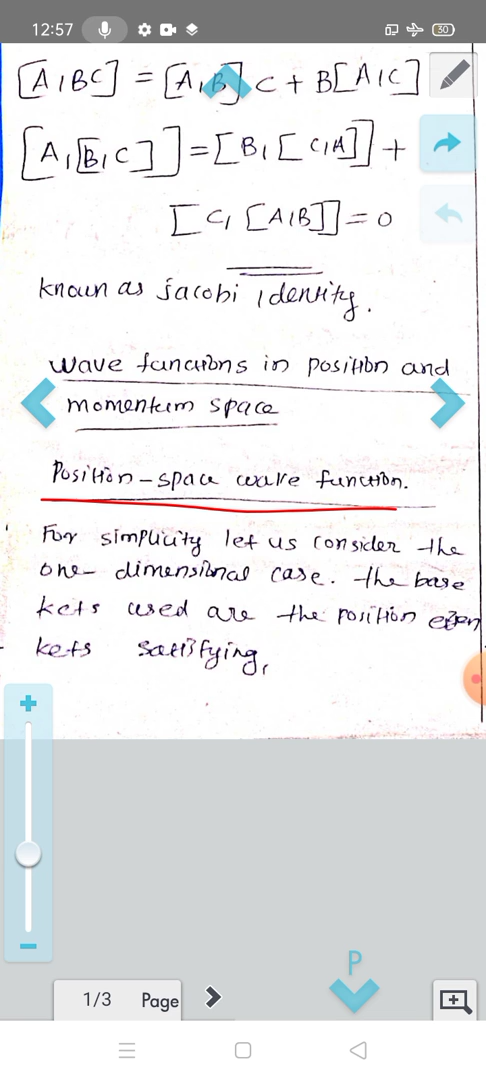 12:57
30
[A,BC] = [A,B] C + B[A,C]
[A,[B,C]] = [B,[C,A]] +
[C,[A,B]] = 0
known as jacobi identity.
wave functions in position and
momentum space
Position-space wave function.
For simplicity let us consider the
one-dimensional case. the base
kets used are the position eigen
kets satisfying,
P
1/3 Page